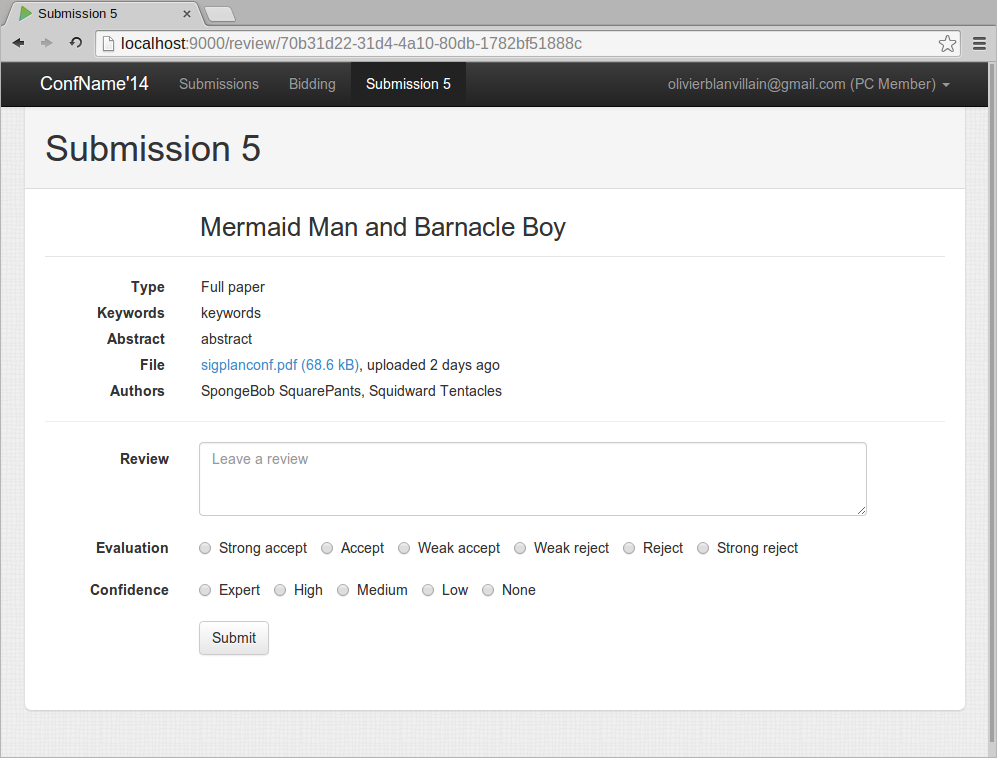 Submission 5
localhost:9000/review/70b31d22-31d4-4a10-80db-1782bf51888c
ConfName'14 Submissions Bidding Submission 5 olivierblanvillain@gmail.com (PC Member)
Submission 5
Mermaid Man and Barnacle Boy
Type Full paper
Keywords keywords
Abstract abstract
File sigplanconf.pdf (68.6 kB), uploaded 2 days ago
Authors SpongeBob SquarePants, Squidward Tentacles
Review Leave a review
Evaluation Strong accept Accept Weak accept Weak reject Reject Strong reject
Confidence Expert High Medium Low None
Submit